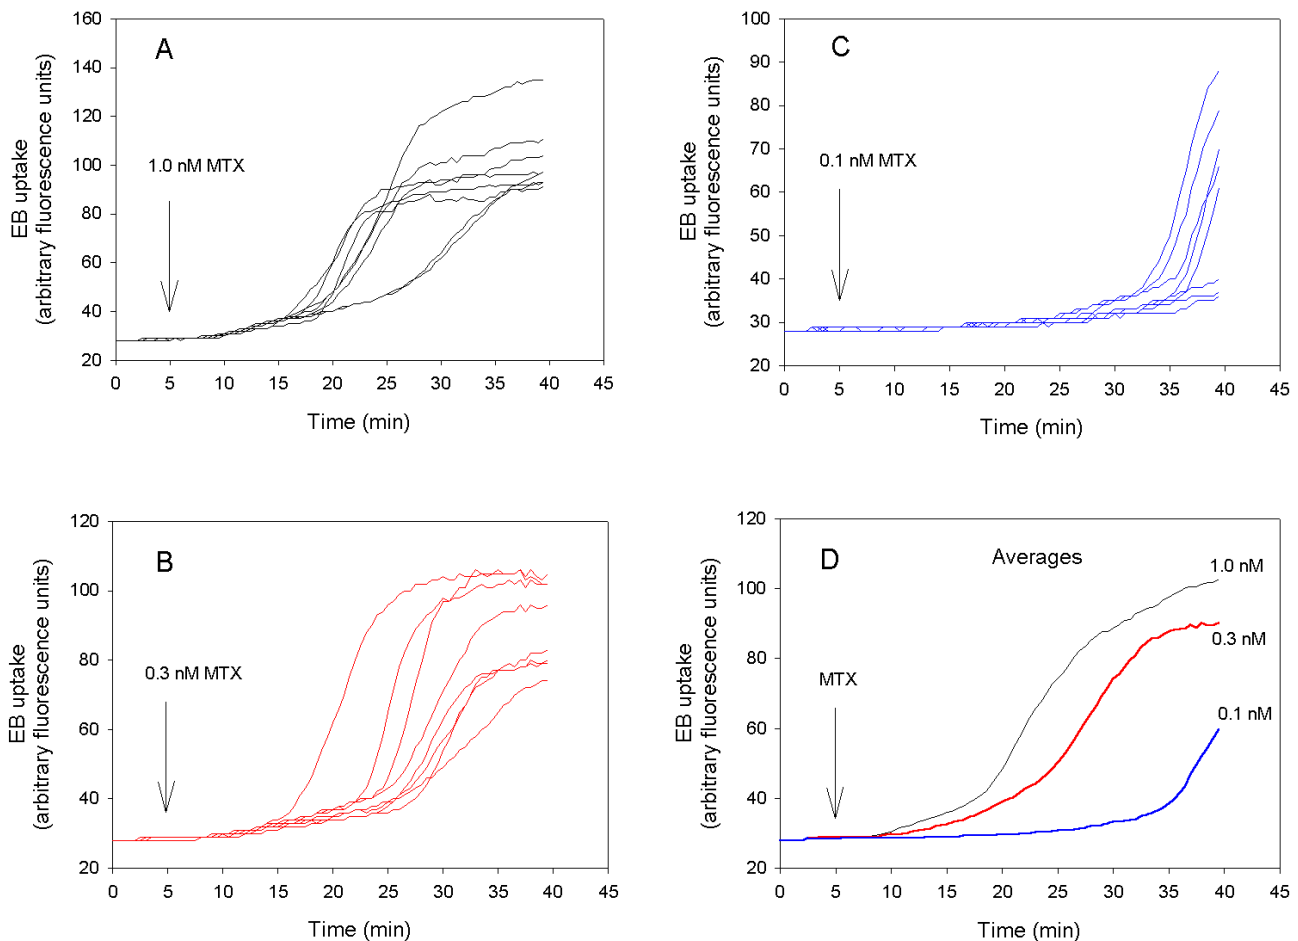 A
EB uptake
(arbitrary fluorescence units)
160
140
120
100
80
60
40
20
1.0 nM MTX
0 5 10 15 20 25 30 35 40 45
Time (min)
C
EB uptake
(arbitrary fluorescence units)
100
90
80
70
60
50
40
30
20
0.1 nM MTX
0 5 10 15 20 25 30 35 40 45
Time (min)
B
EB uptake
(arbitrary fluorescence units)
120
100
80
60
40
20
0.3 nM MTX
0 5 10 15 20 25 30 35 40 45
Time (min)
D
Averages
EB uptake
(arbitrary fluorescence units)
120
100
80
60
40
20
MTX
1.0 nM
0.3 nM
0.1 nM
0 5 10 15 20 25 30 35 40 45
Time (min)